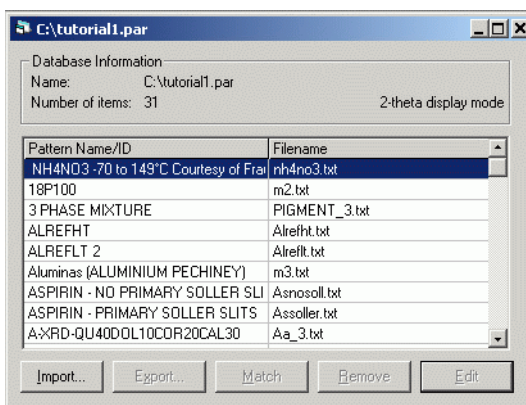 C:\tutorial1.par
Database Information
Name: C:\tutorial1.par
Number of items: 31 2-theta display mode
Pattern Name/ID Filename
NH4NO3 -70 to 149°C Courtesy of Frau nh4no3.txt
18P100 m2.txt
3 PHASE MIXTURE PIGMENT_3.txt
ALREFHT Alrefht.txt
ALREFLT 2 Alreflt.txt
Aluminas (ALUMINIUM PECHINEY) m3.txt
ASPIRIN - NO PRIMARY SOLLER SLI Asnosoll.txt
ASPIRIN - PRIMARY SOLLER SLITS Assoller.txt
A-XRD-QU40DOL10COR20CAL30 Aa_3.txt
Import... Export... Match Remove Edit